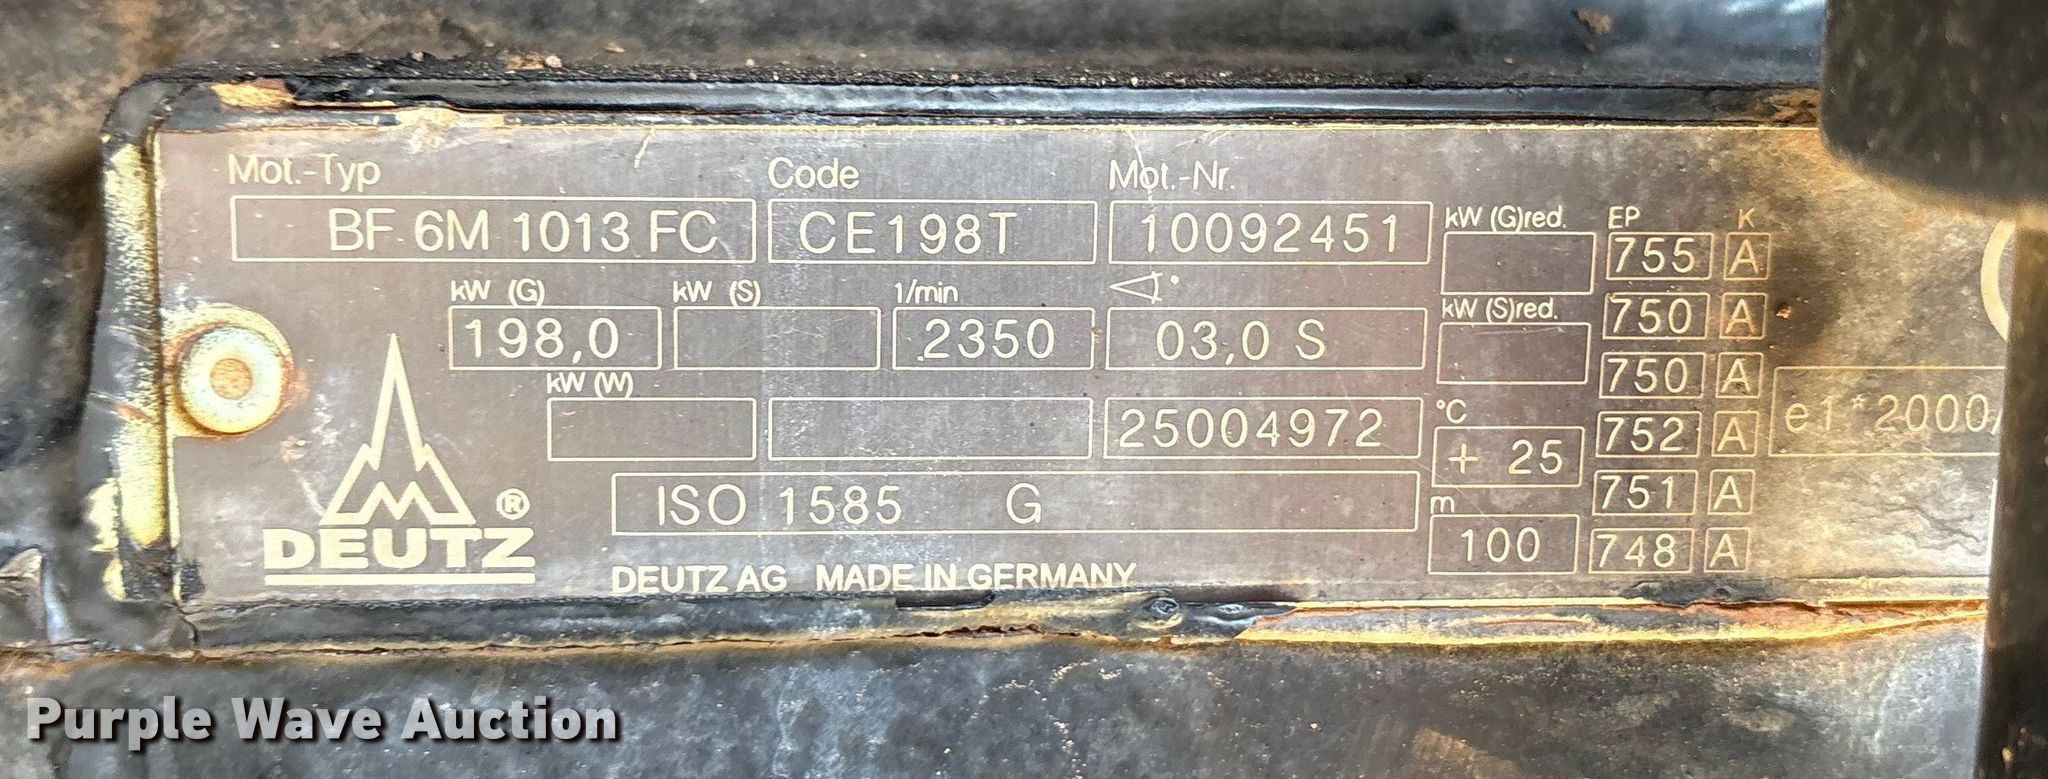 Mot.-Typ Code Mot.-Nr.
BF 6M 1013 FC CE198T 10092451 kW (G)red. EP K
755 A
kW (G) kW (S) 1/min ° kW (S)red. 750 A
198,0 2350 03,0 S 750 A
kW (W) °C 752 A e1*2000/
25004972 + 25
ISO 1585 G m 751 A
DEUTZ ® 100 748 A
DEUTZ AG MADE IN GERMANY
Purple Wave Auction